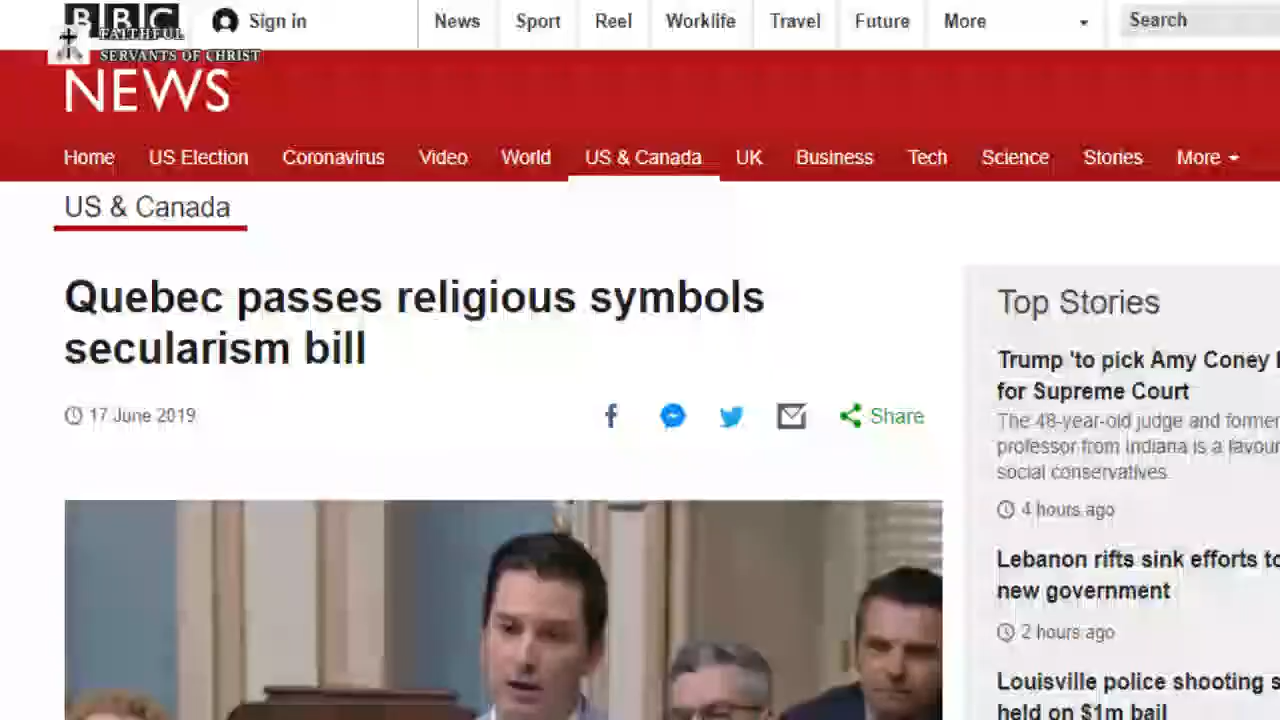 BBC
Sign in
News
Sport
Reel
Worklife
Travel
Future
More
Search
FAITHFUL
SERVANTS OF CHRIST
NEWS
Home
US Election
Coronavirus
Video
World
US & Canada
UK
Business
Tech
Science
Stories
More
US & Canada
Quebec passes religious symbols
secularism bill
17 June 2019
Share
Top Stories
Trump 'to pick Amy Coney
for Supreme Court
The 48-year-old judge and former
professor from Indiana is a favour
social conservatives.
4 hours ago
Lebanon rifts sink efforts to
new government
2 hours ago
Louisville police shooting s
held on $1m bail